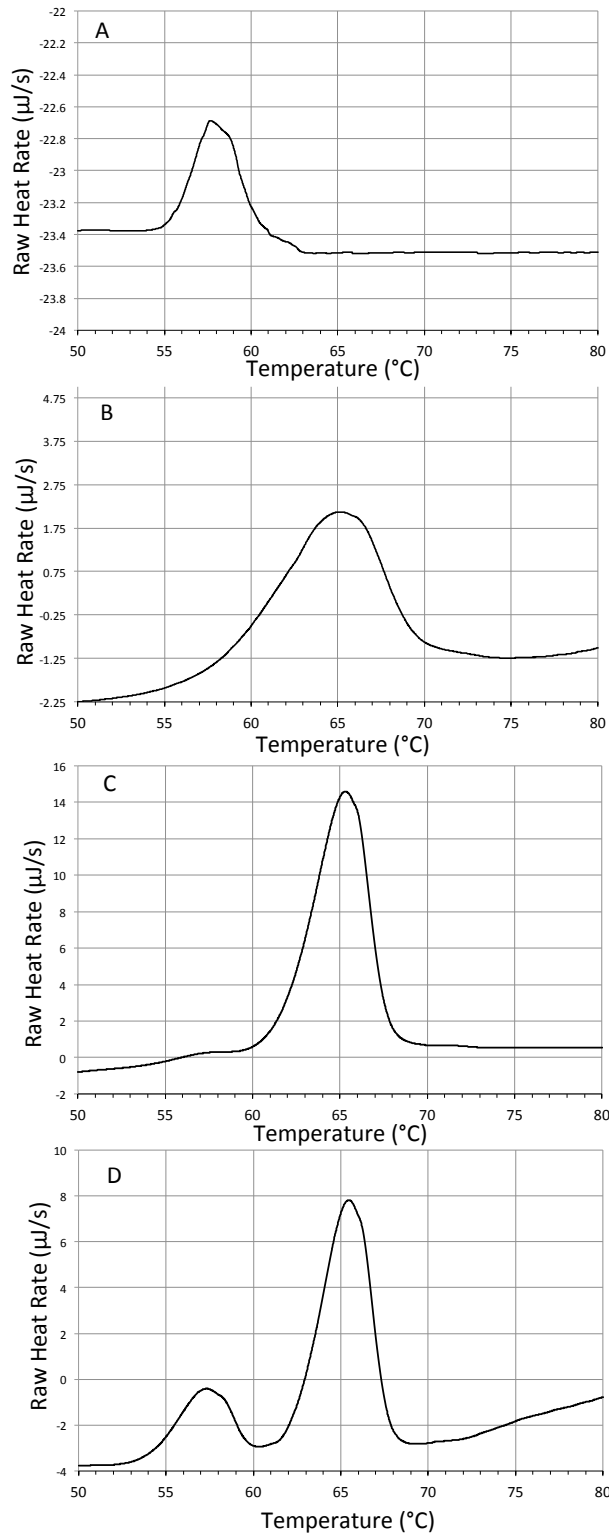 A
Raw Heat Rate (µJ/s)
-22
-22.2
-22.4
-22.6
-22.8
-23
-23.2
-23.4
-23.6
-23.8
-24
50 55 60 65 70 75 80
Temperature (°C)
B
Raw Heat Rate (µJ/s)
4.75
3.75
2.75
1.75
0.75
-0.25
-1.25
-2.25
50 55 60 65 70 75 80
Temperature (°C)
C
Raw Heat Rate (µJ/s)
16
14
12
10
8
6
4
2
0
-2
50 55 60 65 70 75 80
Temperature (°C)
D
Raw Heat Rate (µJ/s)
10
8
6
4
2
0
-2
-4
50 55 60 65 70 75 80
Temperature (°C)